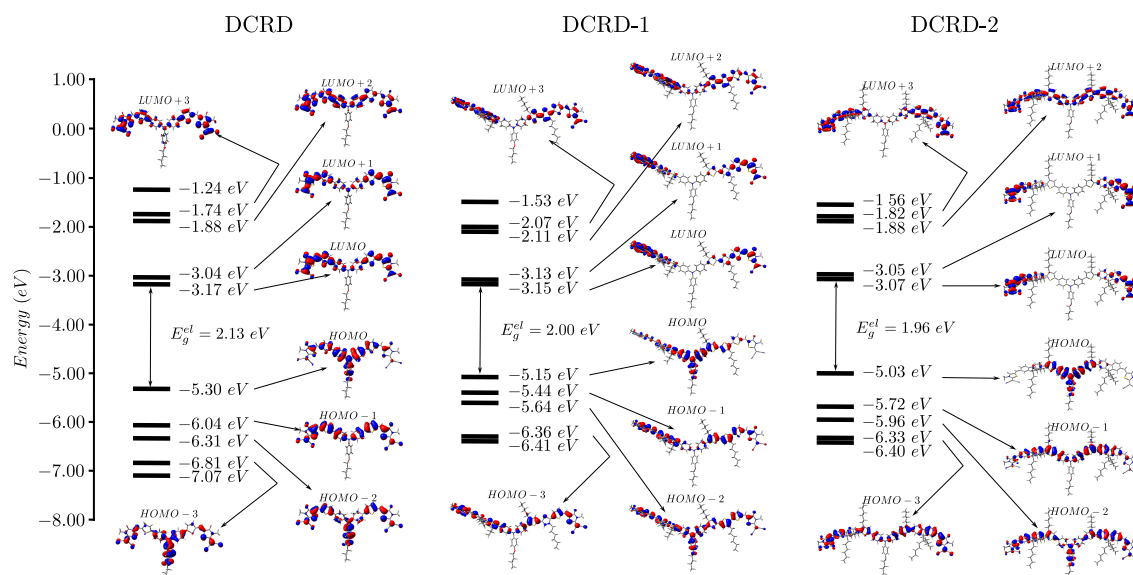 DCRD
DCRD-1
DCRD-2
Energy (eV)
1.00
0.00
−1.00
−2.00
−3.00
−4.00
−5.00
−6.00
−7.00
−8.00
LUMO + 3
LUMO + 2
−1.24 eV
−1.74 eV
−1.88 eV
LUMO + 1
−3.04 eV
−3.17 eV
LUMO
E_g^{el} = 2.13 eV
HOMO
−5.30 eV
−6.04 eV
−6.31 eV
−6.81 eV
−7.07 eV
HOMO − 1
HOMO − 2
HOMO − 3
LUMO + 3
LUMO + 2
−1.53 eV
−2.07 eV
−2.11 eV
LUMO + 1
−3.13 eV
−3.15 eV
LUMO
E_g^{el} = 2.00 eV
HOMO
−5.15 eV
−5.44 eV
−5.64 eV
−6.36 eV
−6.41 eV
HOMO − 1
HOMO − 2
HOMO − 3
LUMO + 3
LUMO + 2
−1.56 eV
−1.82 eV
−1.88 eV
LUMO + 1
−3.05 eV
−3.07 eV
LUMO
E_g^{el} = 1.96 eV
HOMO
−5.03 eV
−5.72 eV
−5.96 eV
−6.33 eV
−6.40 eV
HOMO − 1
HOMO − 2
HOMO − 3